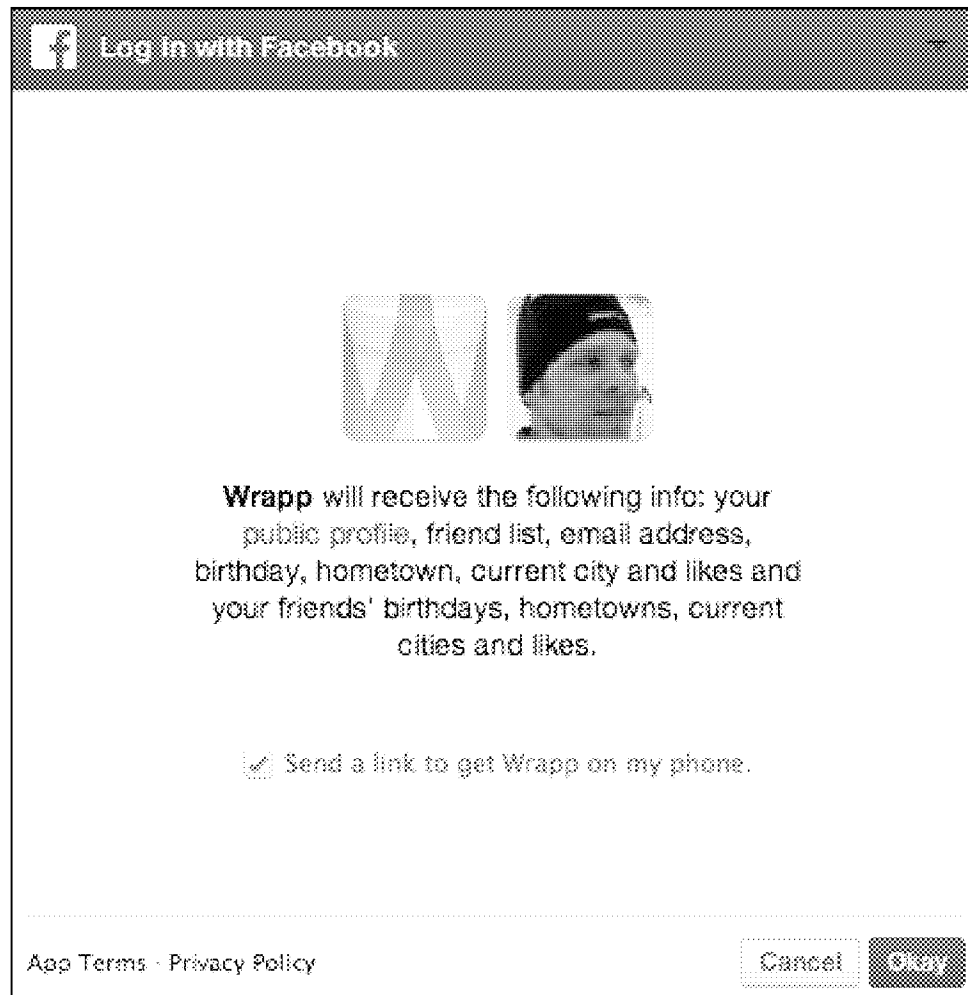 Log in with Facebook
Wrapp will receive the following info: your
public profile, friend list, email address,
birthday, hometown, current city and likes and
your friends' birthdays, hometowns, current
cities and likes.
Send a link to get Wrapp on my phone.
App Terms · Privacy Policy
Cancel
Okay